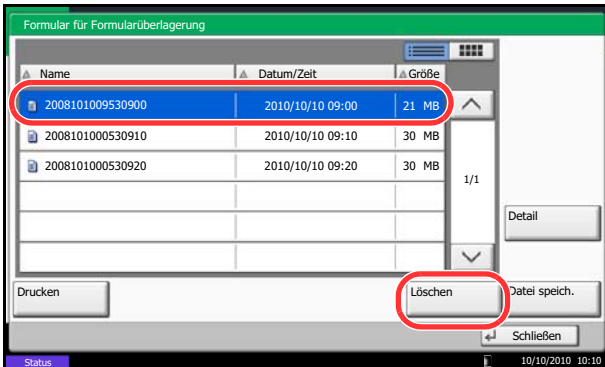 Formular für Formularüberlagerung
Name Datum/Zeit Größe
2008101009530900 2010/10/10 09:00 21 MB
2008101000530910 2010/10/10 09:10 30 MB
2008101000530920 2010/10/10 09:20 30 MB
1/1
Detail
Drucken Löschen Datei speich.
Schließen
Status 10/10/2010 10:10